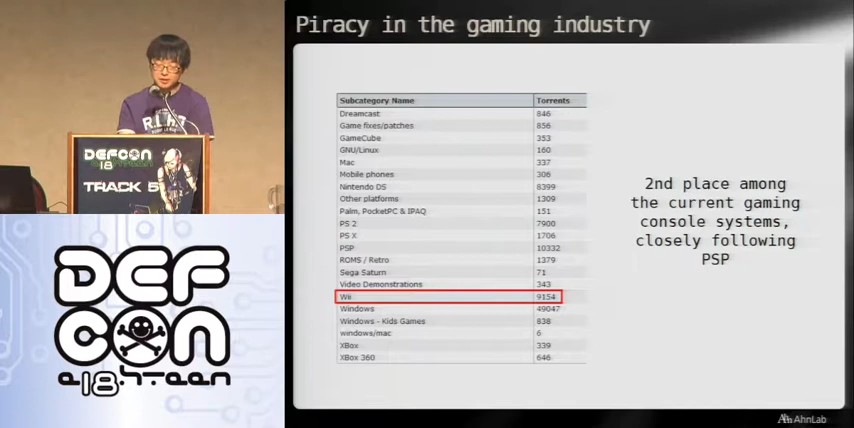 Piracy in the gaming industry
Subcategory Name Torrents
Dreamcast 846
Game fixes/patches 856
GameCube 353
GNU/Linux 160
Mac 337
Mobile phones 306
Nintendo DS 8399
Other platforms 1309
Palm, PocketPC & IPAQ 151
PS 2 7900
PS X 1706
PSP 10332
ROMS / Retro 1379
Sega Saturn 71
Video Demonstrations 343
Wii 9154
Windows 49047
Windows - Kids Games 838
windows/mac 6
XBox 339
XBox 360 646
2nd place among
the current gaming
console systems,
closely following
PSP
DEFCON
18
TRACK 5
DEF
CON
e18hteen
AhnLab